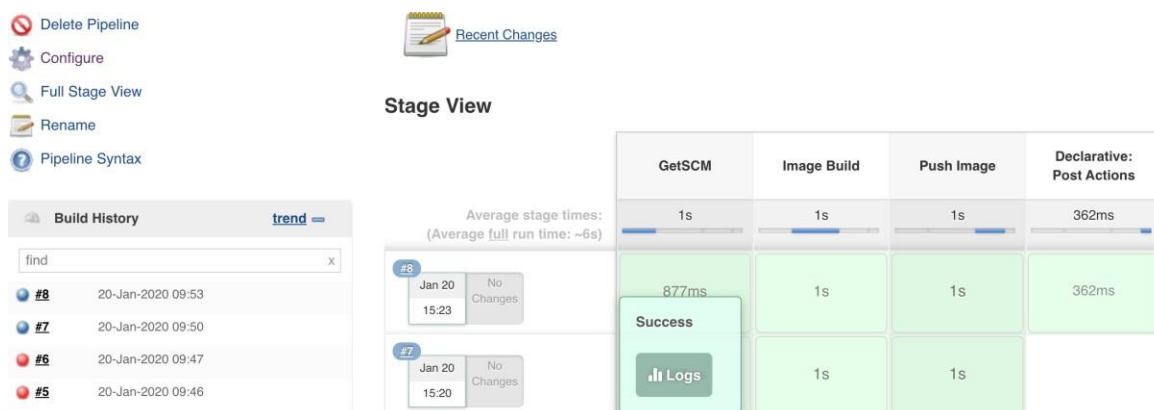 Delete Pipeline
Configure
Full Stage View
Rename
Pipeline Syntax
Build History
trend
find
x
#8 20-Jan-2020 09:53
#7 20-Jan-2020 09:50
#6 20-Jan-2020 09:47
#5 20-Jan-2020 09:46
Recent Changes
Stage View
GetSCM Image Build Push Image Declarative:
Post Actions
Average stage times: 1s 1s 1s 362ms
(Average full run time: ~6s)
#8
Jan 20
15:23
No
Changes
877ms 1s 1s 362ms
Success
Logs
#7
Jan 20
15:20
No
Changes
1s 1s